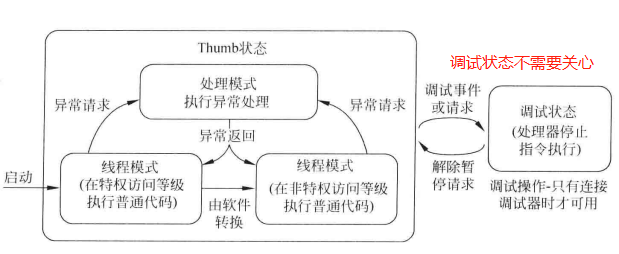 Thumb状态
调试状态不需要关心
处理模式
执行异常处理
异常请求
异常请求
异常返回
调试事件
或请求
调试状态
(处理器停止
指令执行)
启动
线程模式
(在特权访问等级
执行普通代码)
由软件
转换
线程模式
(在非特权访问等级
执行普通代码)
解除暂
停请求
调试操作-只有连接
调试器时才可用